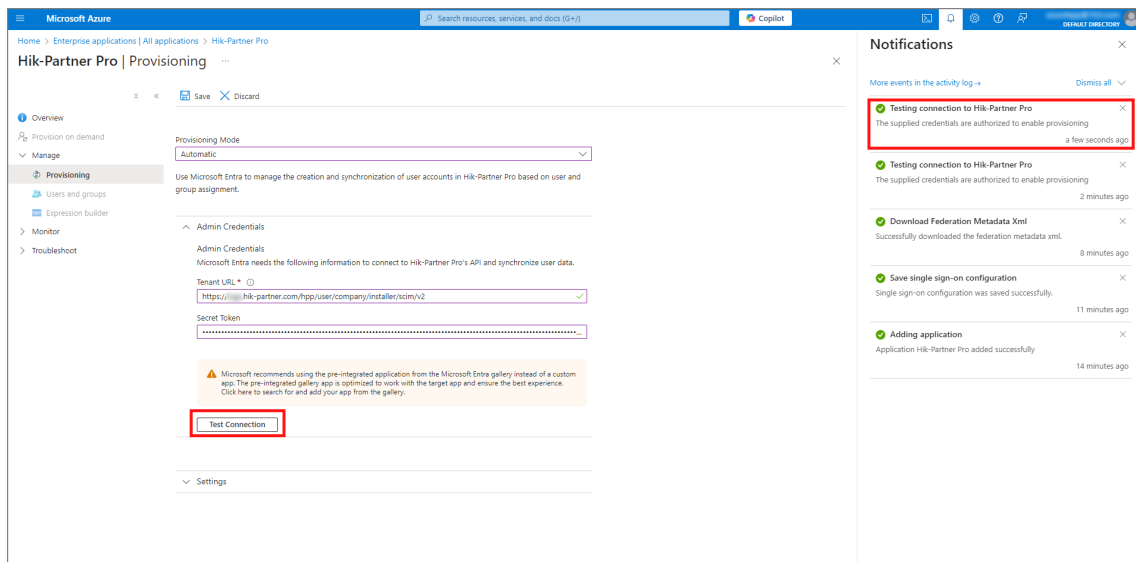 Microsoft Azure
Search resources, services, and docs (G+/)
Copilot
DEFAULT DIRECTORY
Home > Enterprise applications | All applications > Hik-Partner Pro
Hik-Partner Pro | Provisioning ...
Save
Discard
Overview
Provision on demand
Manage
Provisioning
Users and groups
Expression builder
Monitor
Troubleshoot
Provisioning Mode
Automatic
Use Microsoft Entra to manage the creation and synchronization of user accounts in Hik-Partner Pro based on user and
group assignment.
Admin Credentials
Admin Credentials
Microsoft Entra needs the following information to connect to Hik-Partner Pro's API and synchronize user data.
Tenant URL *
https:// hik-partner.com/hpp/user/company/installer/scim/v2
Secret Token
Microsoft recommends using the pre-integrated application from the Microsoft Entra gallery instead of a custom
app. The pre-integrated gallery app is optimized to work with the target app and ensure the best experience.
Click here to search for and add your app from the gallery.
Test Connection
Settings
Notifications
More events in the activity log→
Dismiss all
Testing connection to Hik-Partner Pro
The supplied credentials are authorized to enable provisioning
a few seconds ago
Testing connection to Hik-Partner Pro
The supplied credentials are authorized to enable provisioning
2 minutes ago
Download Federation Metadata Xml
Successfully downloaded the federation metadata xml.
8 minutes ago
Save single sign-on configuration
Single sign-on configuration was saved successfully.
11 minutes ago
Adding application
Application Hik-Partner Pro added successfully
14 minutes ago